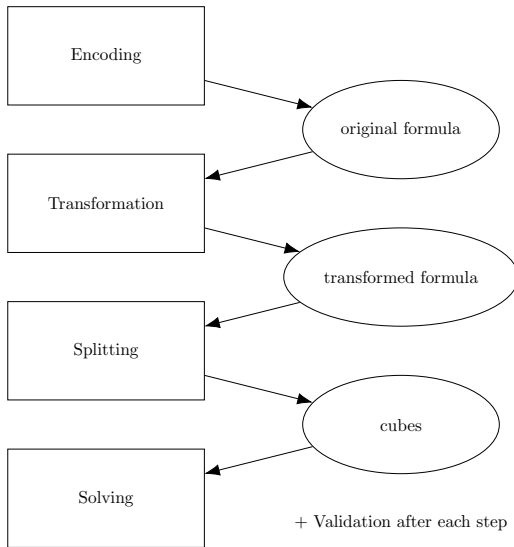 Encoding
original formula
Transformation
transformed formula
Splitting
cubes
Solving
+ Validation after each step